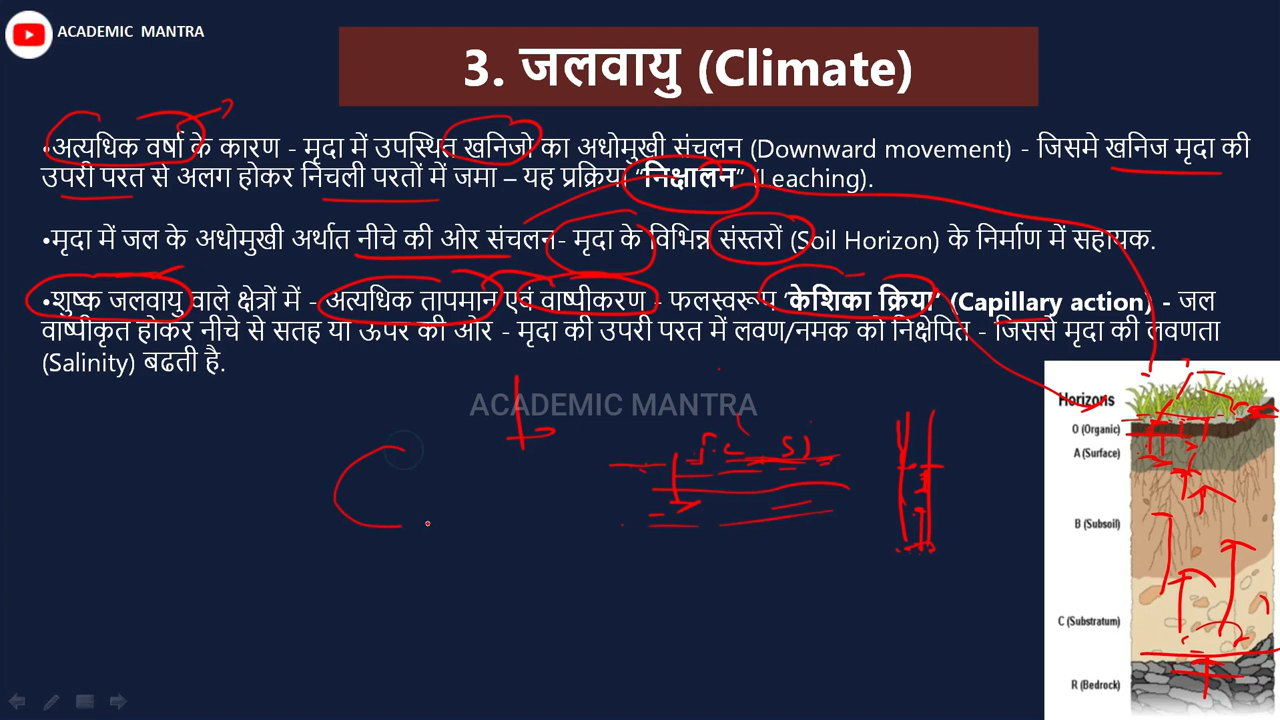 ACADEMIC MANTRA
3. जलवायु (Climate)
•अत्यधिक वर्षा के कारण - मृदा में उपस्थित खनिजो का अधोमुखी संचलन (Downward movement) - जिसमे खनिज मृदा की
उपरी परत से अलग होकर निचली परतों में जमा – यह प्रक्रिया “निक्षालन” (Leaching).
•मृदा में जल के अधोमुखी अर्थात नीचे की ओर संचलन- मृदा के विभिन्न संस्तरों (Soil Horizon) के निर्माण में सहायक.
•शुष्क जलवायु वाले क्षेत्रों में - अत्यधिक तापमान एवं वाष्पीकरण - फलस्वरूप ‘केशिका क्रिया’ (Capillary action) - जल
वाष्पीकृत होकर नीचे से सतह या ऊपर की ओर - मृदा की उपरी परत में लवण/नमक को निक्षेपित - जिससे मृदा की लवणता
(Salinity) बढती है.
ACADEMIC MANTRA
Horizons
O (Organic)
A (Surface)
B (Subsoil)
C (Substratum)
R (Bedrock)